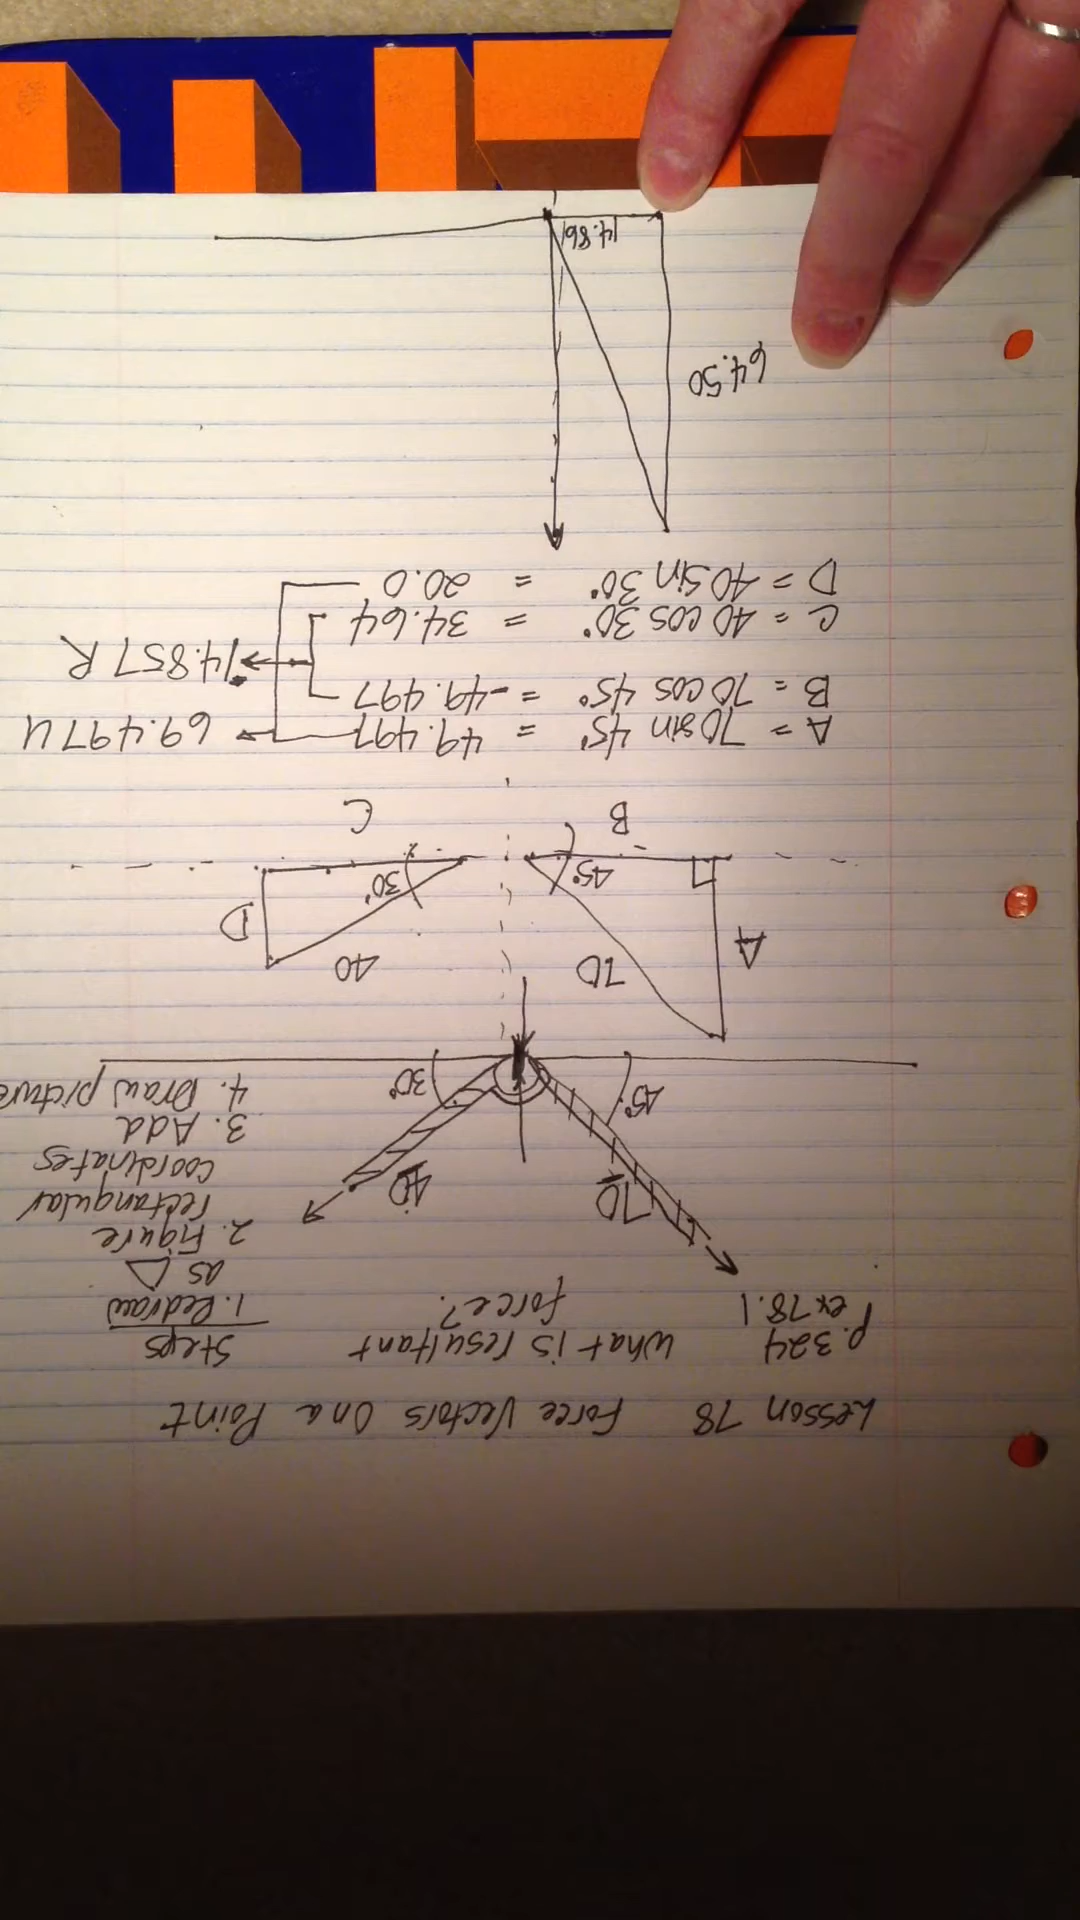 Lesson 78 Force Vectors On a Point
p. 324 What is resultant
ex 78.1 force?
Steps
1. Redraw
as
2. Figure
rectangular
coordinates
3. Add
4. Draw picture
70
40
45°
30°
A
70
45°
B
40
30°
D
C
A = 70 sin 45° = 49.497
69.497 U
B = 70 cos 45° = -49.497
14.857 R
C = 40 cos 30° = 34.64
D = 40 sin 30° = 20.0
64.50
14.86